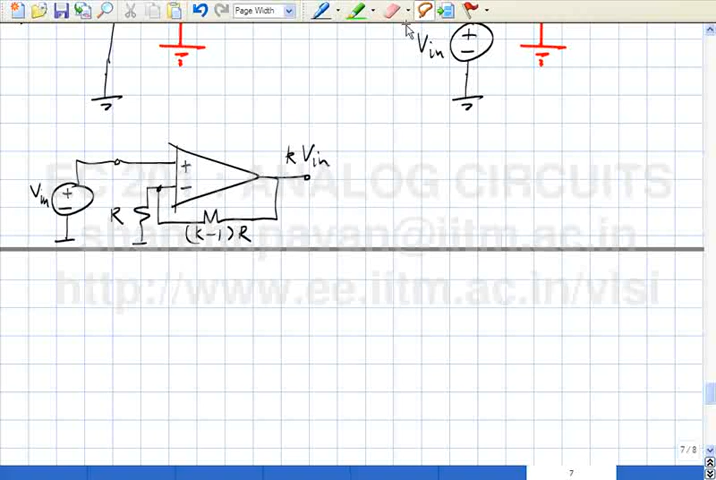 Page Width
Vin
k Vin
EC 201: ANALOG CIRCUITS
Vin
R
(k-1)R
shanthi.pavan@iitm.ac.in
http://www.ee.iitm.ac.in/vlsi
7/8
7